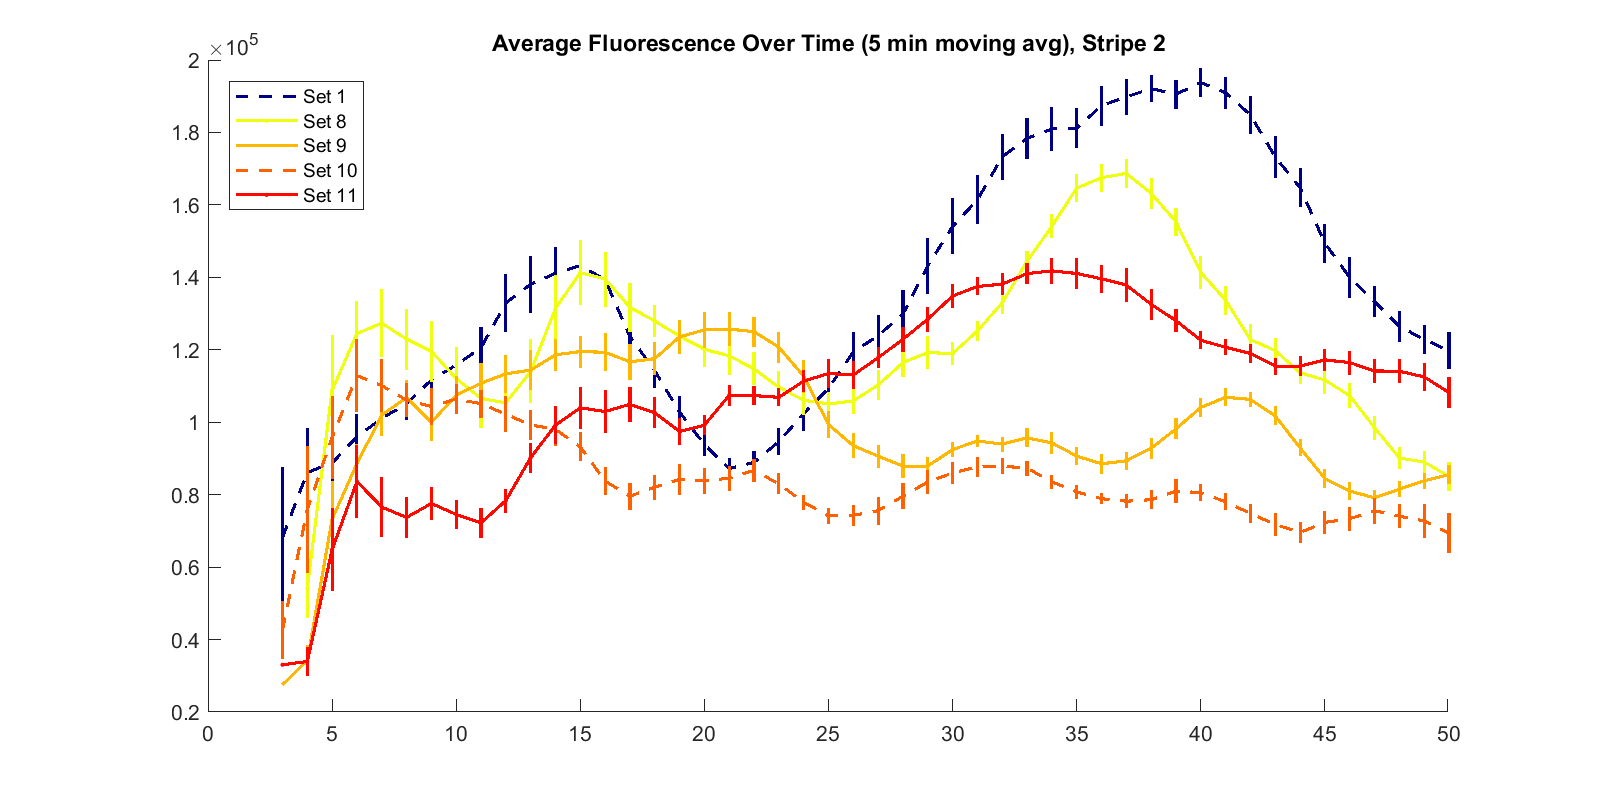 Average Fluorescence Over Time (5 min moving avg), Stripe 2
×10⁵
2
1.8
1.6
1.4
1.2
1
0.8
0.6
0.4
0.2
Set 1
Set 8
Set 9
Set 10
Set 11
0 5 10 15 20 25 30 35 40 45 50